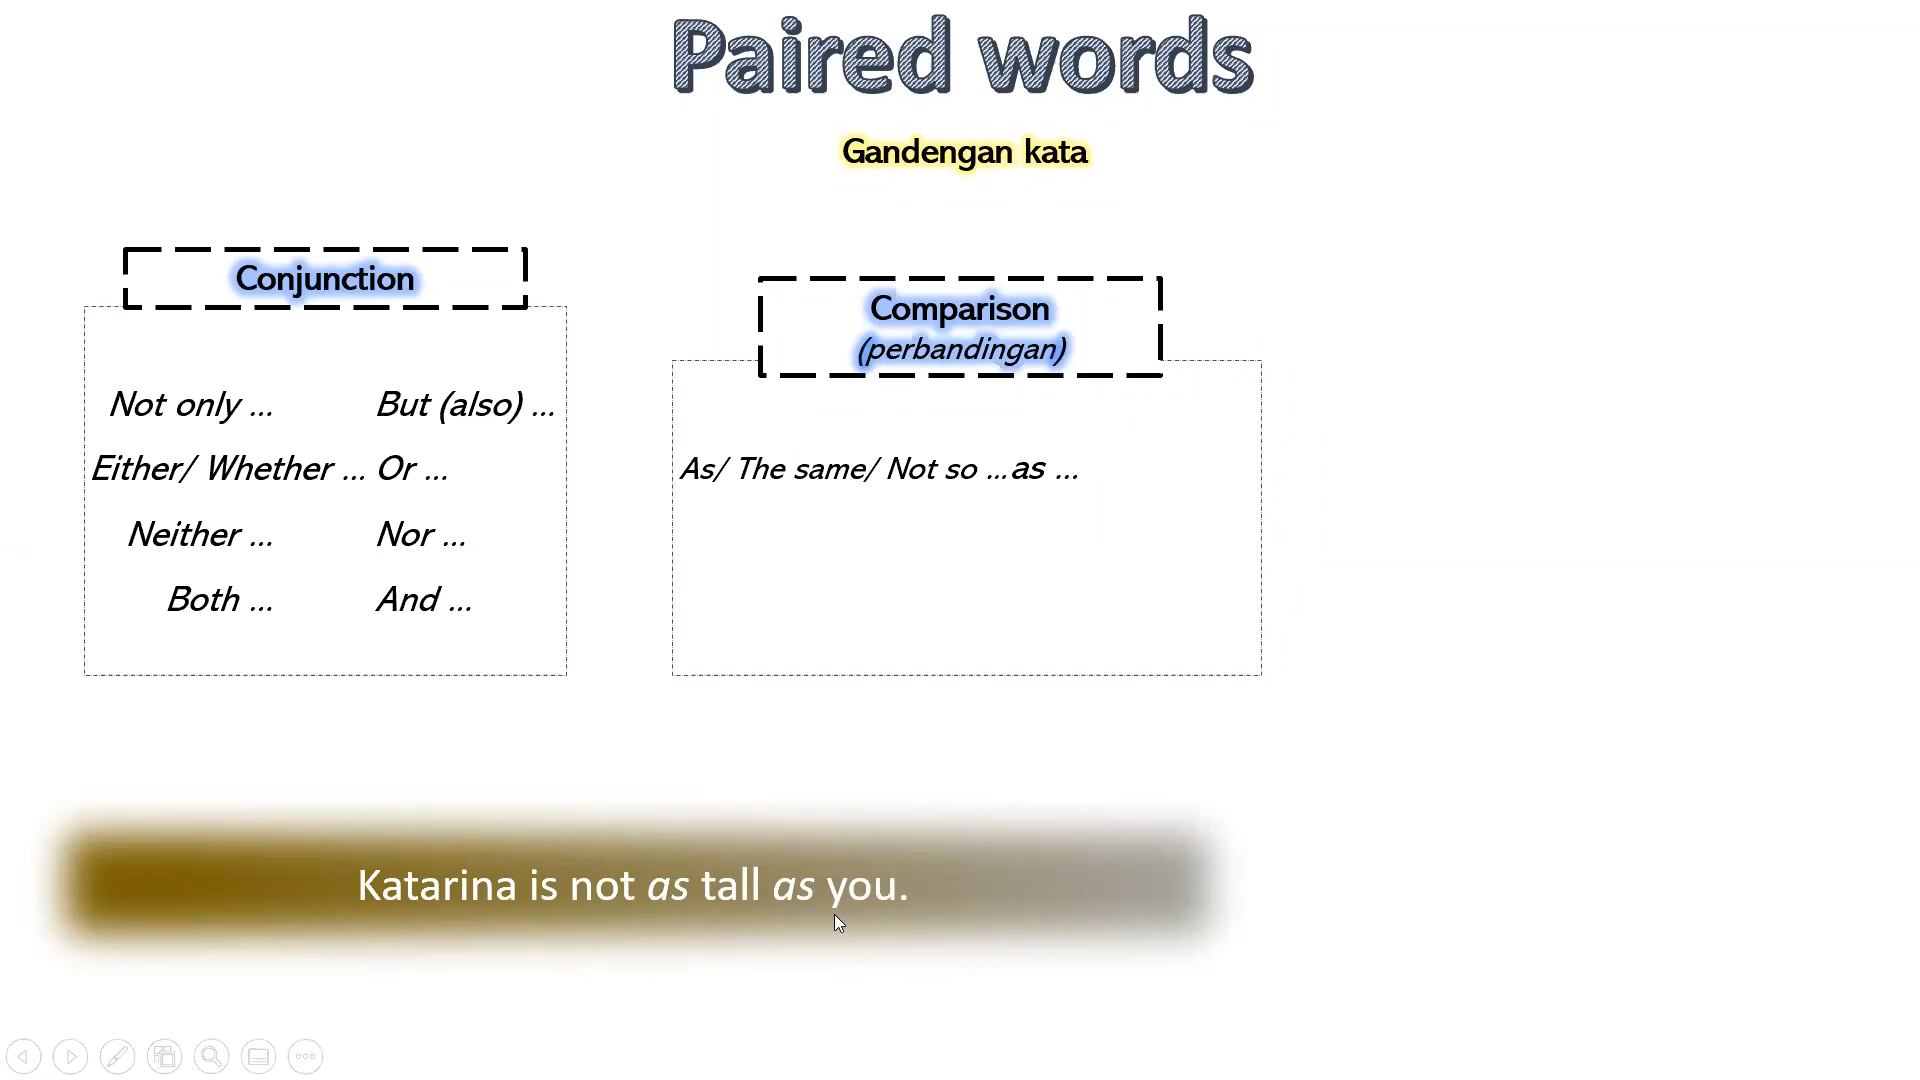 Paired words
Gandengan kata
Conjunction
Not only ... But (also) ...
Either/ Whether ... Or ...
Neither ... Nor ...
Both ... And ...
Comparison
(perbandingan)
As/ The same/ Not so ...as ...
Katarina is not as tall as you.